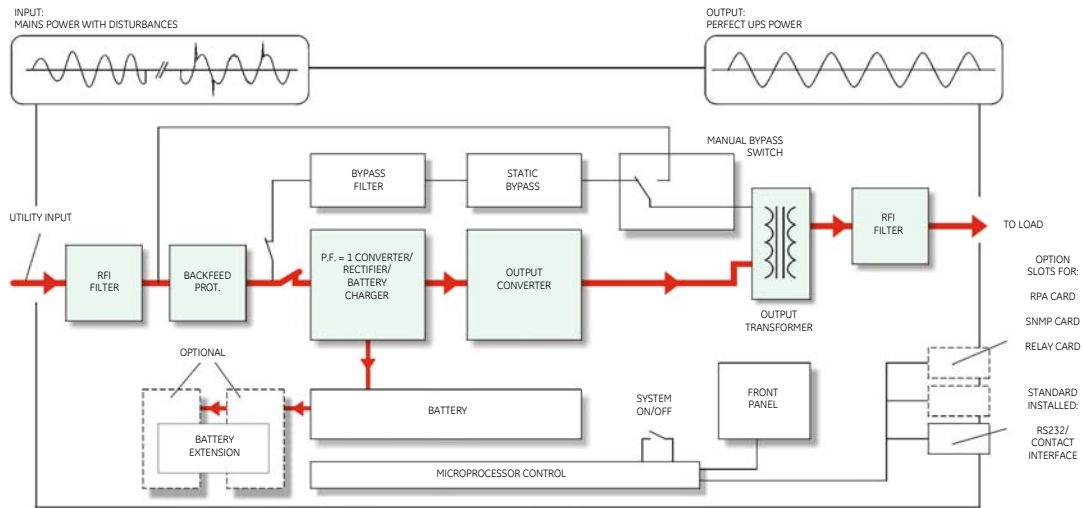 INPUT:
MAINS POWER WITH DISTURBANCES
OUTPUT:
PERFECT UPS POWER
MANUAL BYPASS
SWITCH
BYPASS
FILTER
STATIC
BYPASS
UTILITY INPUT
RFI
FILTER
BACKFEED
PROT.
P.F. = 1 CONVERTER/
RECTIFIER/
BATTERY
CHARGER
OUTPUT
CONVERTER
OUTPUT
TRANSFORMER
RFI
FILTER
TO LOAD
OPTION
SLOTS FOR:
RPA CARD
SNMP CARD
RELAY CARD
STANDARD
INSTALLED:
RS232/
CONTACT
INTERFACE
OPTIONAL
BATTERY
EXTENSION
BATTERY
SYSTEM
ON/OFF
FRONT
PANEL
MICROPROCESSOR CONTROL